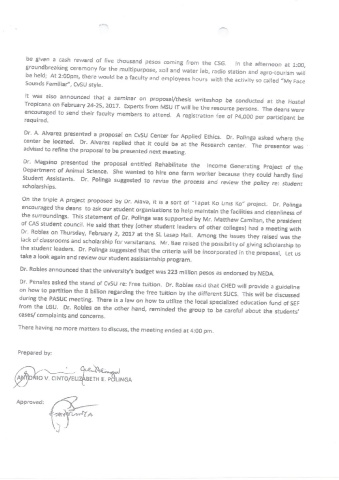 be given a cash reward of five thousand pesos coming from the CSG. In the afternoon at 1:00,
groundbreaking ceremony for the multipurpose, soil and water lab, radio station and agro-tourism will
be held; At 2:00pm, there would be a faculty and employees hours with the activity so called "My Face
Sounds Familiar", CvSU style.
It was also announced that a seminar on proposal/thesis writeshop be conducted at the Hostel
Tropicana on February 24-25, 2017. Experts from MSU IT will be the resource persons. The deans were
encouraged to send their faculty members to attend. A registration fee of P4,000 per participant be
required.
Dr. A. Alvares presented a proposal on CvSU Center for Applied Ethics. Dr. Polinga asked where the
center be located. Dr. Alvares replied that it could be at the Research center. The presentor was
advised to refine the proposal to be presented next meeting.
Dr. Magsino presented the proposal entitled Rehabilitate the Income Generating Project of the
Department of Animal Science. She wanted to hire one farm worker because they could hardly find
Student Assistants. Dr. Polinga suggested to revise the process and review the policy re: student
scholarships.
On the triple A project proposed by Dr. Alava, it is a sort of "Tapat Ko Linis Ko" project. Dr. Polinga
encouraged the deans to ask our student organizations to help maintain the facilities and cleanliness of
the surroundings. This statement of Dr. Polinga was supported by Mr. Matthew Camilton, the president
of CAS student council. He said that they (other student leaders of other colleges) had a meeting with
Dr. Robles on Thursday, February 2, 2017 at the SL Lusep Hall. Among the issues they raised was the
lack of classrooms and scholarship for varsitarians. Mr. Bae raised the possibility of giving scholarship to
the student leaders. Dr. Polinga suggested that the criteria will be incorporated in the proposal. Let us
take a look again and review our student assistantship program.
Dr. Robles announced that the university's budget was 223 million pesos as endorsed by NEDA.
Dr. Penales asked the stand of CvSU re: Free tuition. Dr. Robles said that CHED will provide a guideline
on how to partition the 8 billion regarding the free tuition by the different SUCS. This will be discussed
during the PASUC meeting. There is a law on how to utilize the local specialized education fund of SEF
from the LGU. Dr. Robles on the other hand, reminded the group to be careful about the students'
cases/ complaints and concerns.
There having no more matters to discuss, the meeting ended at 4:00 pm.
Prepared by:
ANTONIO V. CINTO/ELIZABETH E. POLINGA
Approved: